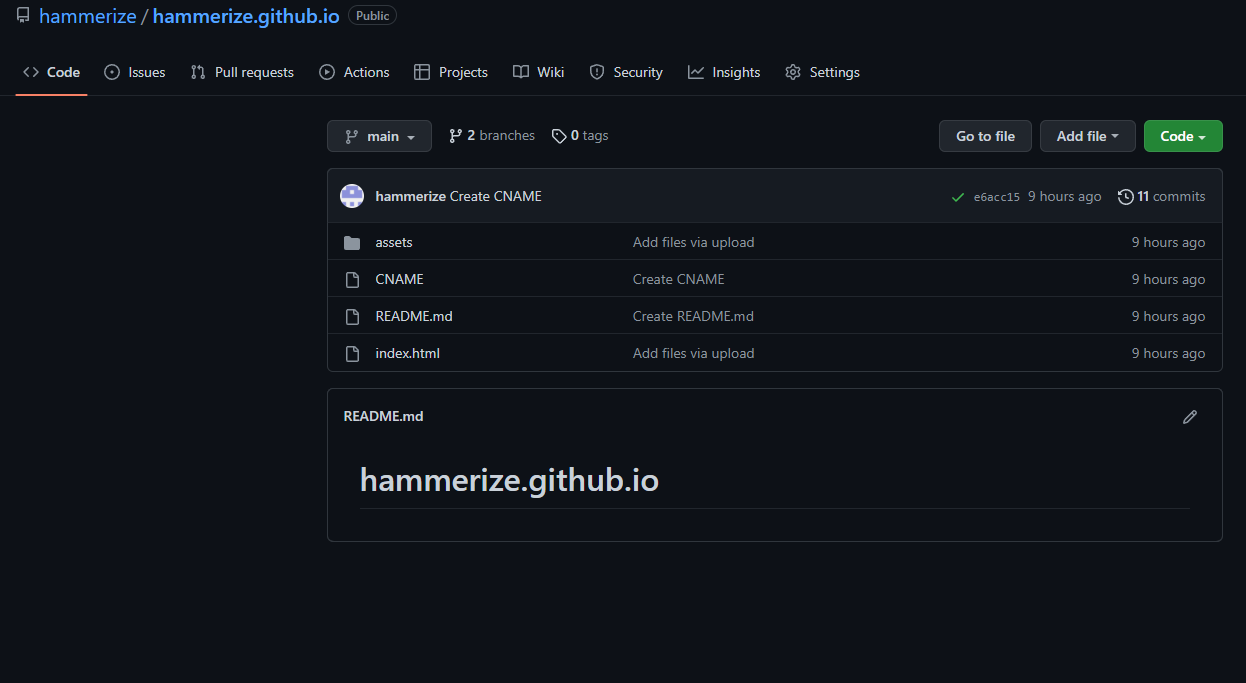 hammerize / hammerize.github.io Public
Code Issues Pull requests Actions Projects Wiki Security Insights Settings
main 2 branches 0 tags Go to file Add file Code
hammerize Create CNAME e6acc15 9 hours ago 11 commits
assets Add files via upload 9 hours ago
CNAME Create CNAME 9 hours ago
README.md Create README.md 9 hours ago
index.html Add files via upload 9 hours ago
README.md
hammerize.github.io